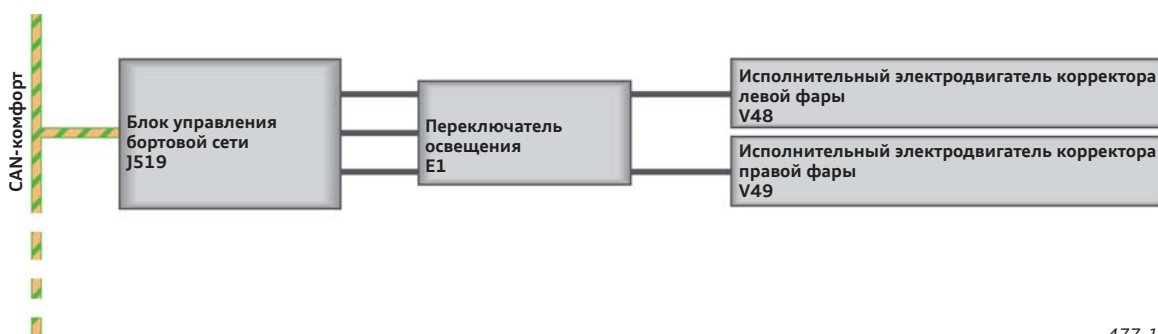 CAN-комфорт
Блок управления
бортовой сети
J519
Переключатель
освещения
E1
Исполнительный электродвигатель корректора
левой фары
V48
Исполнительный электродвигатель корректора
правой фары
V49